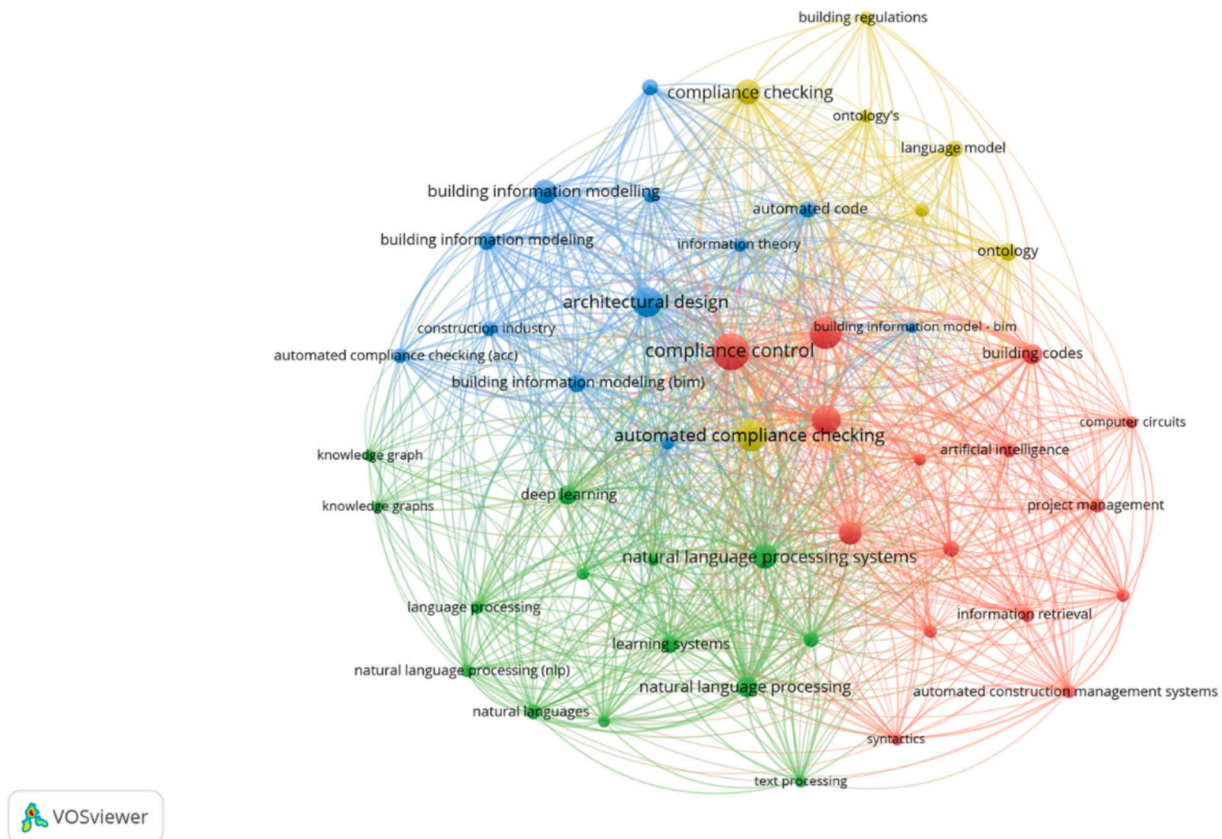 building regulations
compliance checking
ontology's
language model
building information modelling
automated code
building information modeling
information theory
ontology
architectural design
construction industry
building information model - bim
compliance control
building codes
automated compliance checking (acc)
building information modeling (bim)
computer circuits
automated compliance checking
artificial intelligence
knowledge graph
deep learning
knowledge graphs
project management
natural language processing systems
language processing
information retrieval
learning systems
natural language processing (nlp)
natural language processing
automated construction management systems
natural languages
syntactics
text processing
VOSviewer